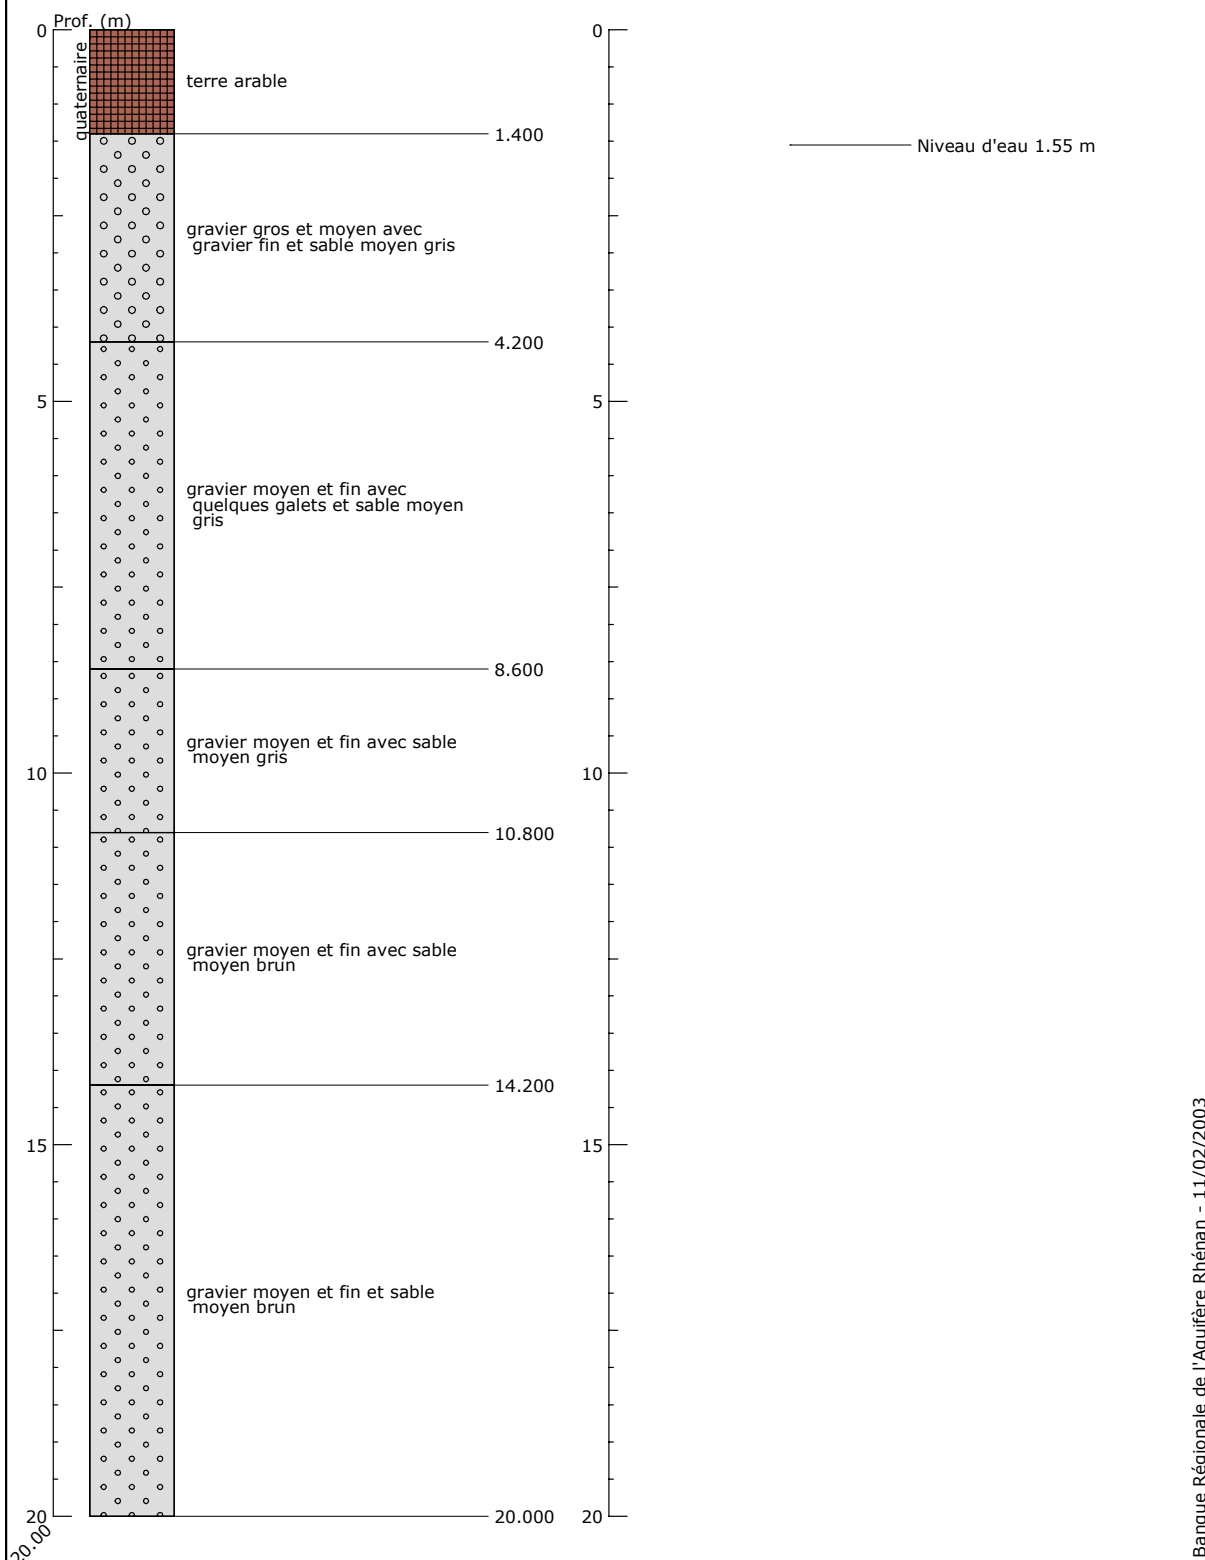 Prof. (m)
0
quaternaire
terre arable
1.400
gravier gros et moyen avec
gravier fin et sable moyen gris
4.200
5
gravier moyen et fin avec
quelques galets et sable moyen
gris
8.600
gravier moyen et fin avec sable
moyen gris
10
10.800
gravier moyen et fin avec sable
moyen brun
14.200
15
gravier moyen et fin et sable
moyen brun
20
20.000
20.00
0
Niveau d'eau 1.55 m
5
10
15
20
Banque Régionale de l'Aquifère Rhénan - 11/02/2003